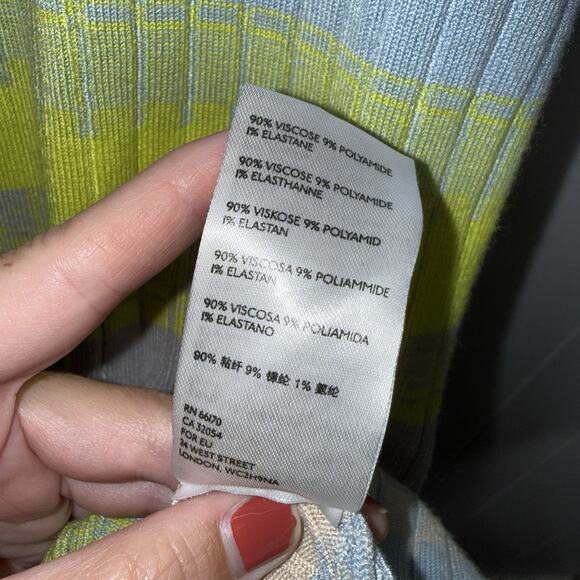 90% VISCOSE 9% POLYAMIDE
1% ELASTANE
90% VISCOSE 9% POLYAMIDE
1% ELASTHANNE
90% VISKOSE 9% POLYAMID
1% ELASTAN
90% VISCOSA 9% POLIAMMIDE
1% ELASTAN
90% VISCOSA 9% POLIAMIDA
1% ELASTANO
90% 粘纤 9% 锦纶 1% 氨纶
RN 66170
CA 32054
FOR EU
24 WEST STREET
LONDON, WC2H9NA